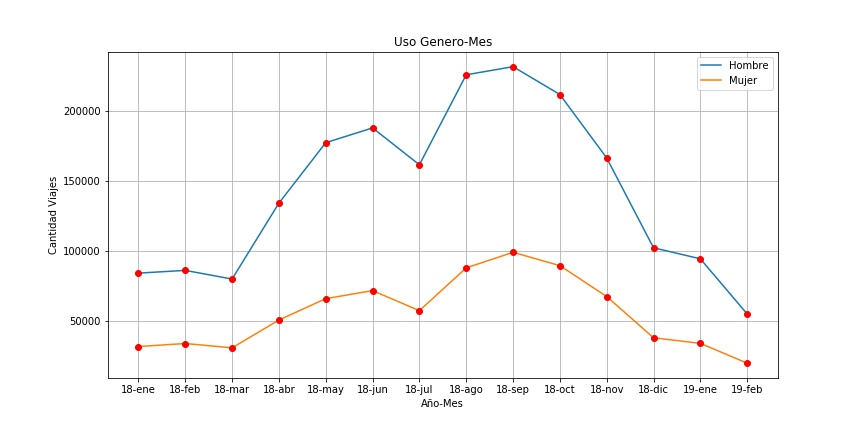 Uso Genero-Mes
Hombre
Mujer
Cantidad Viajes
200000
150000
100000
50000
18-ene 18-feb 18-mar 18-abr 18-may 18-jun 18-jul 18-ago 18-sep 18-oct 18-nov 18-dic 19-ene 19-feb
Año-Mes